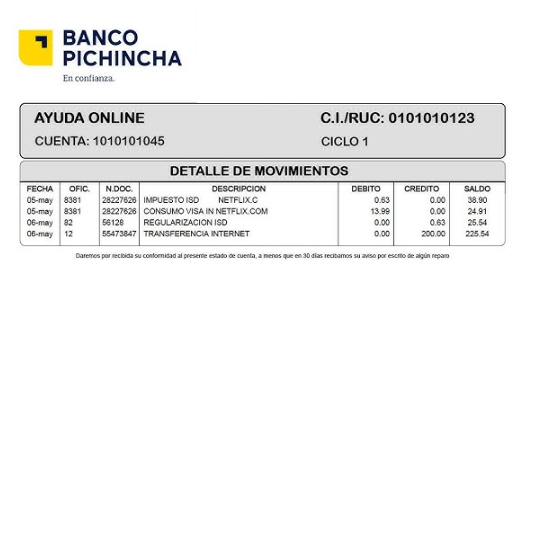 BANCO
PICHINCHA
En confianza.
AYUDA ONLINE C.I./RUC: 0101010123
CUENTA: 1010101045 CICLO 1
DETALLE DE MOVIMIENTOS
FECHA OFIC. N.DOC. DESCRIPCION DEBITO CREDITO SALDO
05-may 8381 28227626 IMPUESTO ISD NETFLIX.C 0.63 0.00 38.90
05-may 8381 28227626 CONSUMO VISA IN NETFLIX.COM 13.99 0.00 24.91
06-may 82 56128 REGULARIZACION ISD 0.00 0.63 25.54
06-may 12 55473847 TRANSFERENCIA INTERNET 0.00 200.00 225.54
Daremos por recibida su conformidad al presente estado de cuenta, a menos que en 30 días recibamos su aviso por escrito de algún reparo